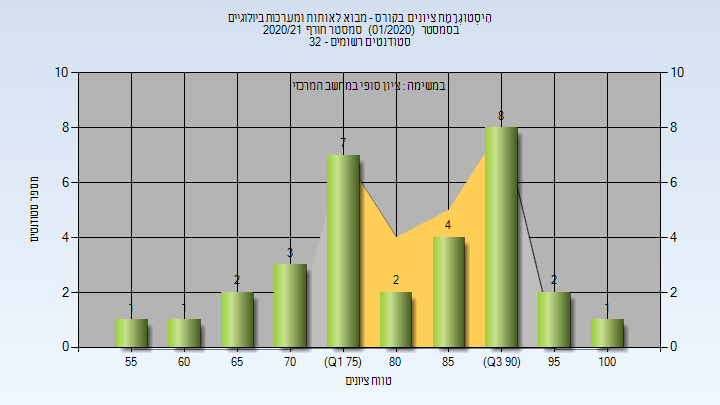 היסטוגרמת ציונים בקורס - מבוא לאותות ומערכות ביולוגיים
בסמסטר (01/2020) סמסטר חורף 2020/21
סטודנטים רשומים - 32
במשימה : ציון סופי במחשב המרכזי
מספר סטודנטים
10 10
8 8
6 6
4 4
2 2
0 0
1 1 2 3 7 2 4 8 2 1
55 60 65 70 (Q1 75) 80 85 (Q3 90) 95 100
טווח ציונים